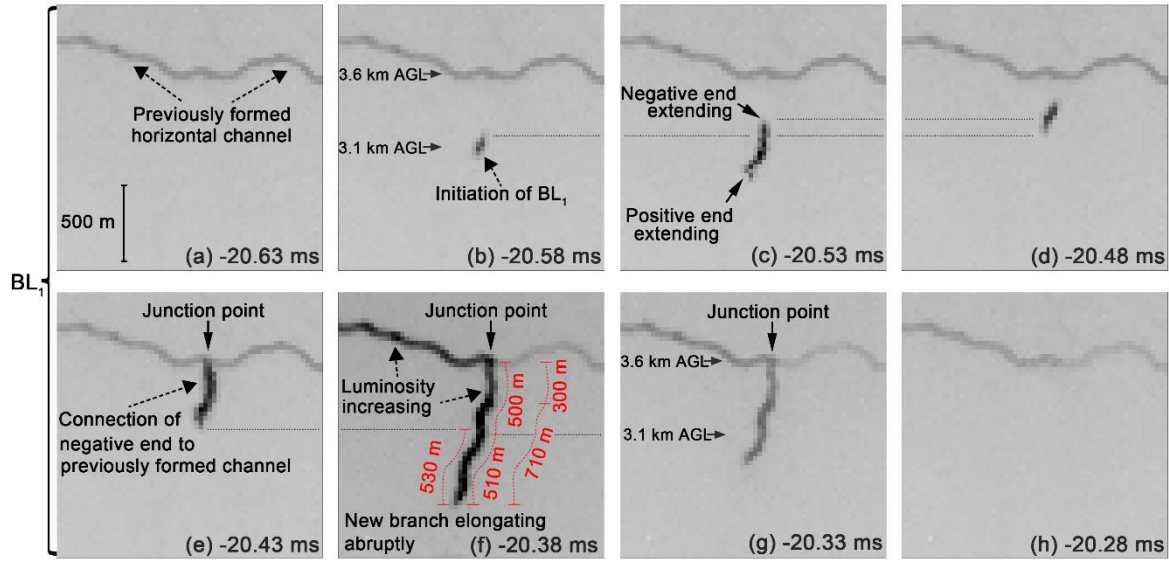 BL1
Previously formed
horizontal channel
500 m
(a) -20.63 ms
3.6 km AGL
3.1 km AGL
Initiation of BL1
(b) -20.58 ms
Negative end
extending
Positive end
extending
(c) -20.53 ms
(d) -20.48 ms
Junction point
Connection of
negative end to
previously formed channel
(e) -20.43 ms
Junction point
Luminosity
increasing
500 m
300 m
530 m
510 m
710 m
New branch elongating
abruptly
(f) -20.38 ms
Junction point
3.6 km AGL
3.1 km AGL
(g) -20.33 ms
(h) -20.28 ms